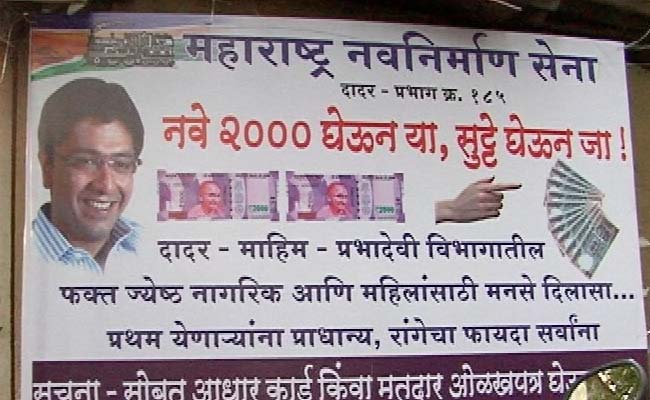 महाराष्ट्र नवनिर्माण सेना
दादर - प्रभाग क्र. १८५
नवे २००० घेऊन या, सुट्टे घेऊन जा !
दादर - माहिम - प्रभादेवी विभागातील
फक्त ज्येष्ठ नागरिक आणि महिलांसाठी मनसे दिलासा...
प्रथम येणाऱ्यांना प्राधान्य, रांगेचा फायदा सर्वांना
सूचना - सोबत आधार कार्ड किंवा मतदार ओळखपत्र